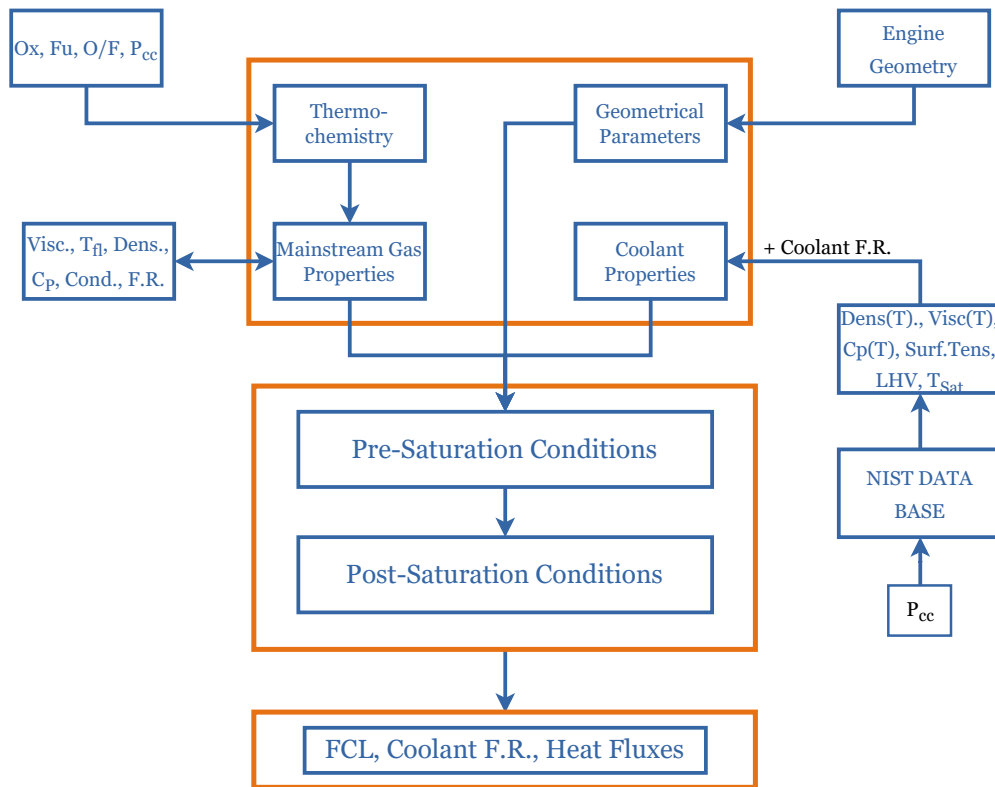 Ox, Fu, O/F, Pcc
Engine
Geometry
Thermo-
chemistry
Geometrical
Parameters
Visc., Tfl, Dens.,
CP, Cond., F.R.
Mainstream Gas
Properties
Coolant
Properties
+ Coolant F.R.
Dens(T)., Visc(T),
Cp(T), Surf.Tens,
LHV, TSat
Pre-Saturation Conditions
NIST DATA
BASE
Post-Saturation Conditions
Pcc
FCL, Coolant F.R., Heat Fluxes